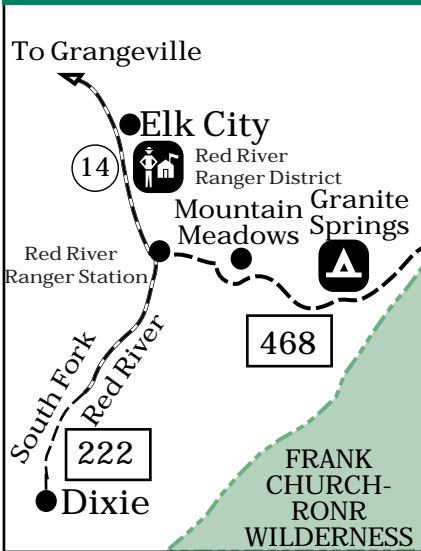 To Grangeville
Elk City
14
Red River
Ranger District
Mountain
Meadows
Granite
Springs
Red River
Ranger Station
468
South Fork
Red River
222
Dixie
FRANK
CHURCH-
RONR
WILDERNESS